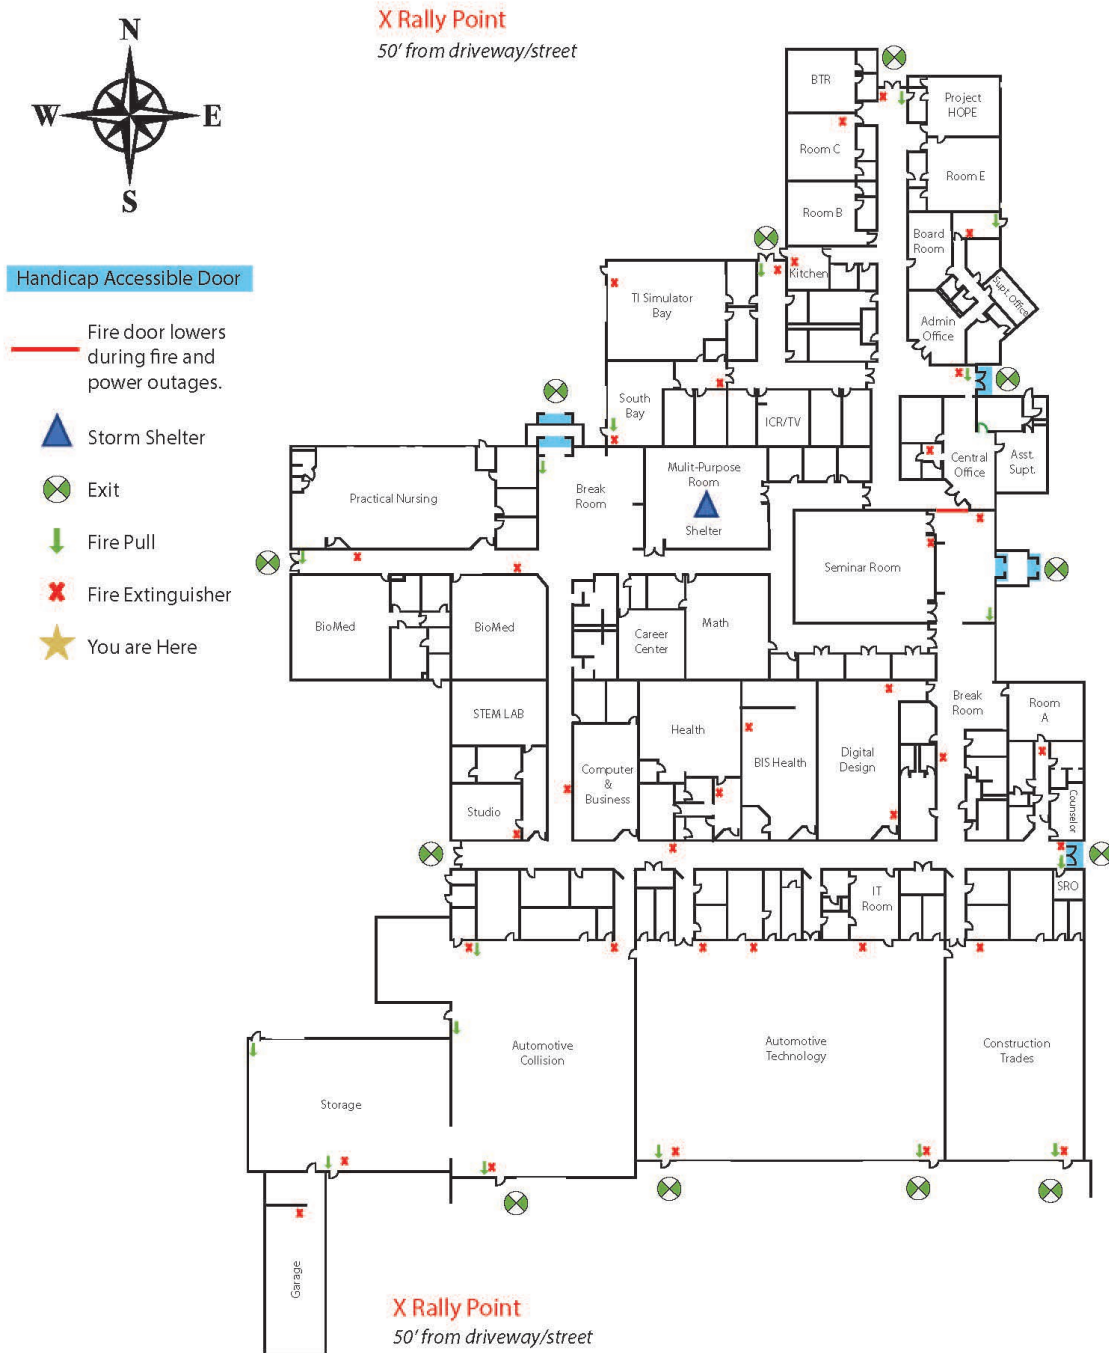 X Rally Point
50' from driveway/street
N
W
E
S
Handicap Accessible Door
Fire door lowers
during fire and
power outages.
Storm Shelter
Exit
Fire Pull
Fire Extinguisher
You are Here
BTR
Project
HOPE
Room C
Room E
Room B
Board
Room
Kitchen
Supt. Office
TI Simulator
Bay
Admin
Office
South
Bay
ICR/TV
Central
Office
Asst.
Supt.
Practical Nursing
Break
Room
Mulit-Purpose
Room
Shelter
Seminar Room
BioMed
BioMed
Career
Center
Math
STEM LAB
Health
Break
Room
Room
A
Computer
&
Business
BIS Health
Digital
Design
Studio
Counselor
IT
Room
SRO
Automotive
Collision
Automotive
Technology
Construction
Trades
Storage
Garage
X Rally Point
50' from driveway/street